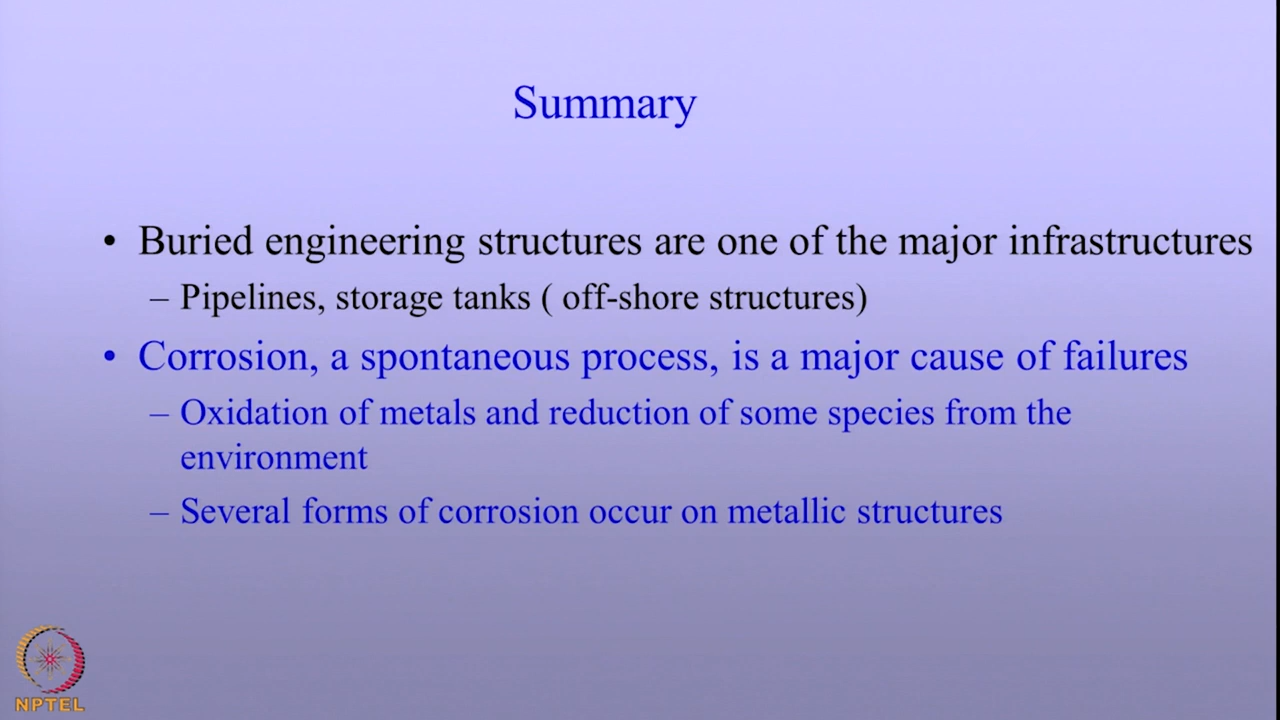 Summary
• Buried engineering structures are one of the major infrastructures
– Pipelines, storage tanks ( off-shore structures)
• Corrosion, a spontaneous process, is a major cause of failures
– Oxidation of metals and reduction of some species from the
environment
– Several forms of corrosion occur on metallic structures
NPTEL